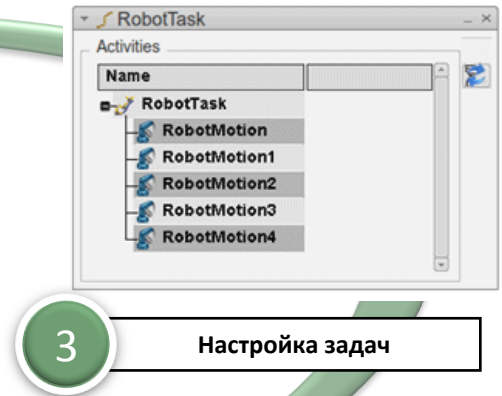 RobotTask
Activities
Name
RobotTask
RobotMotion
RobotMotion1
RobotMotion2
RobotMotion3
RobotMotion4
3
Настройка задач